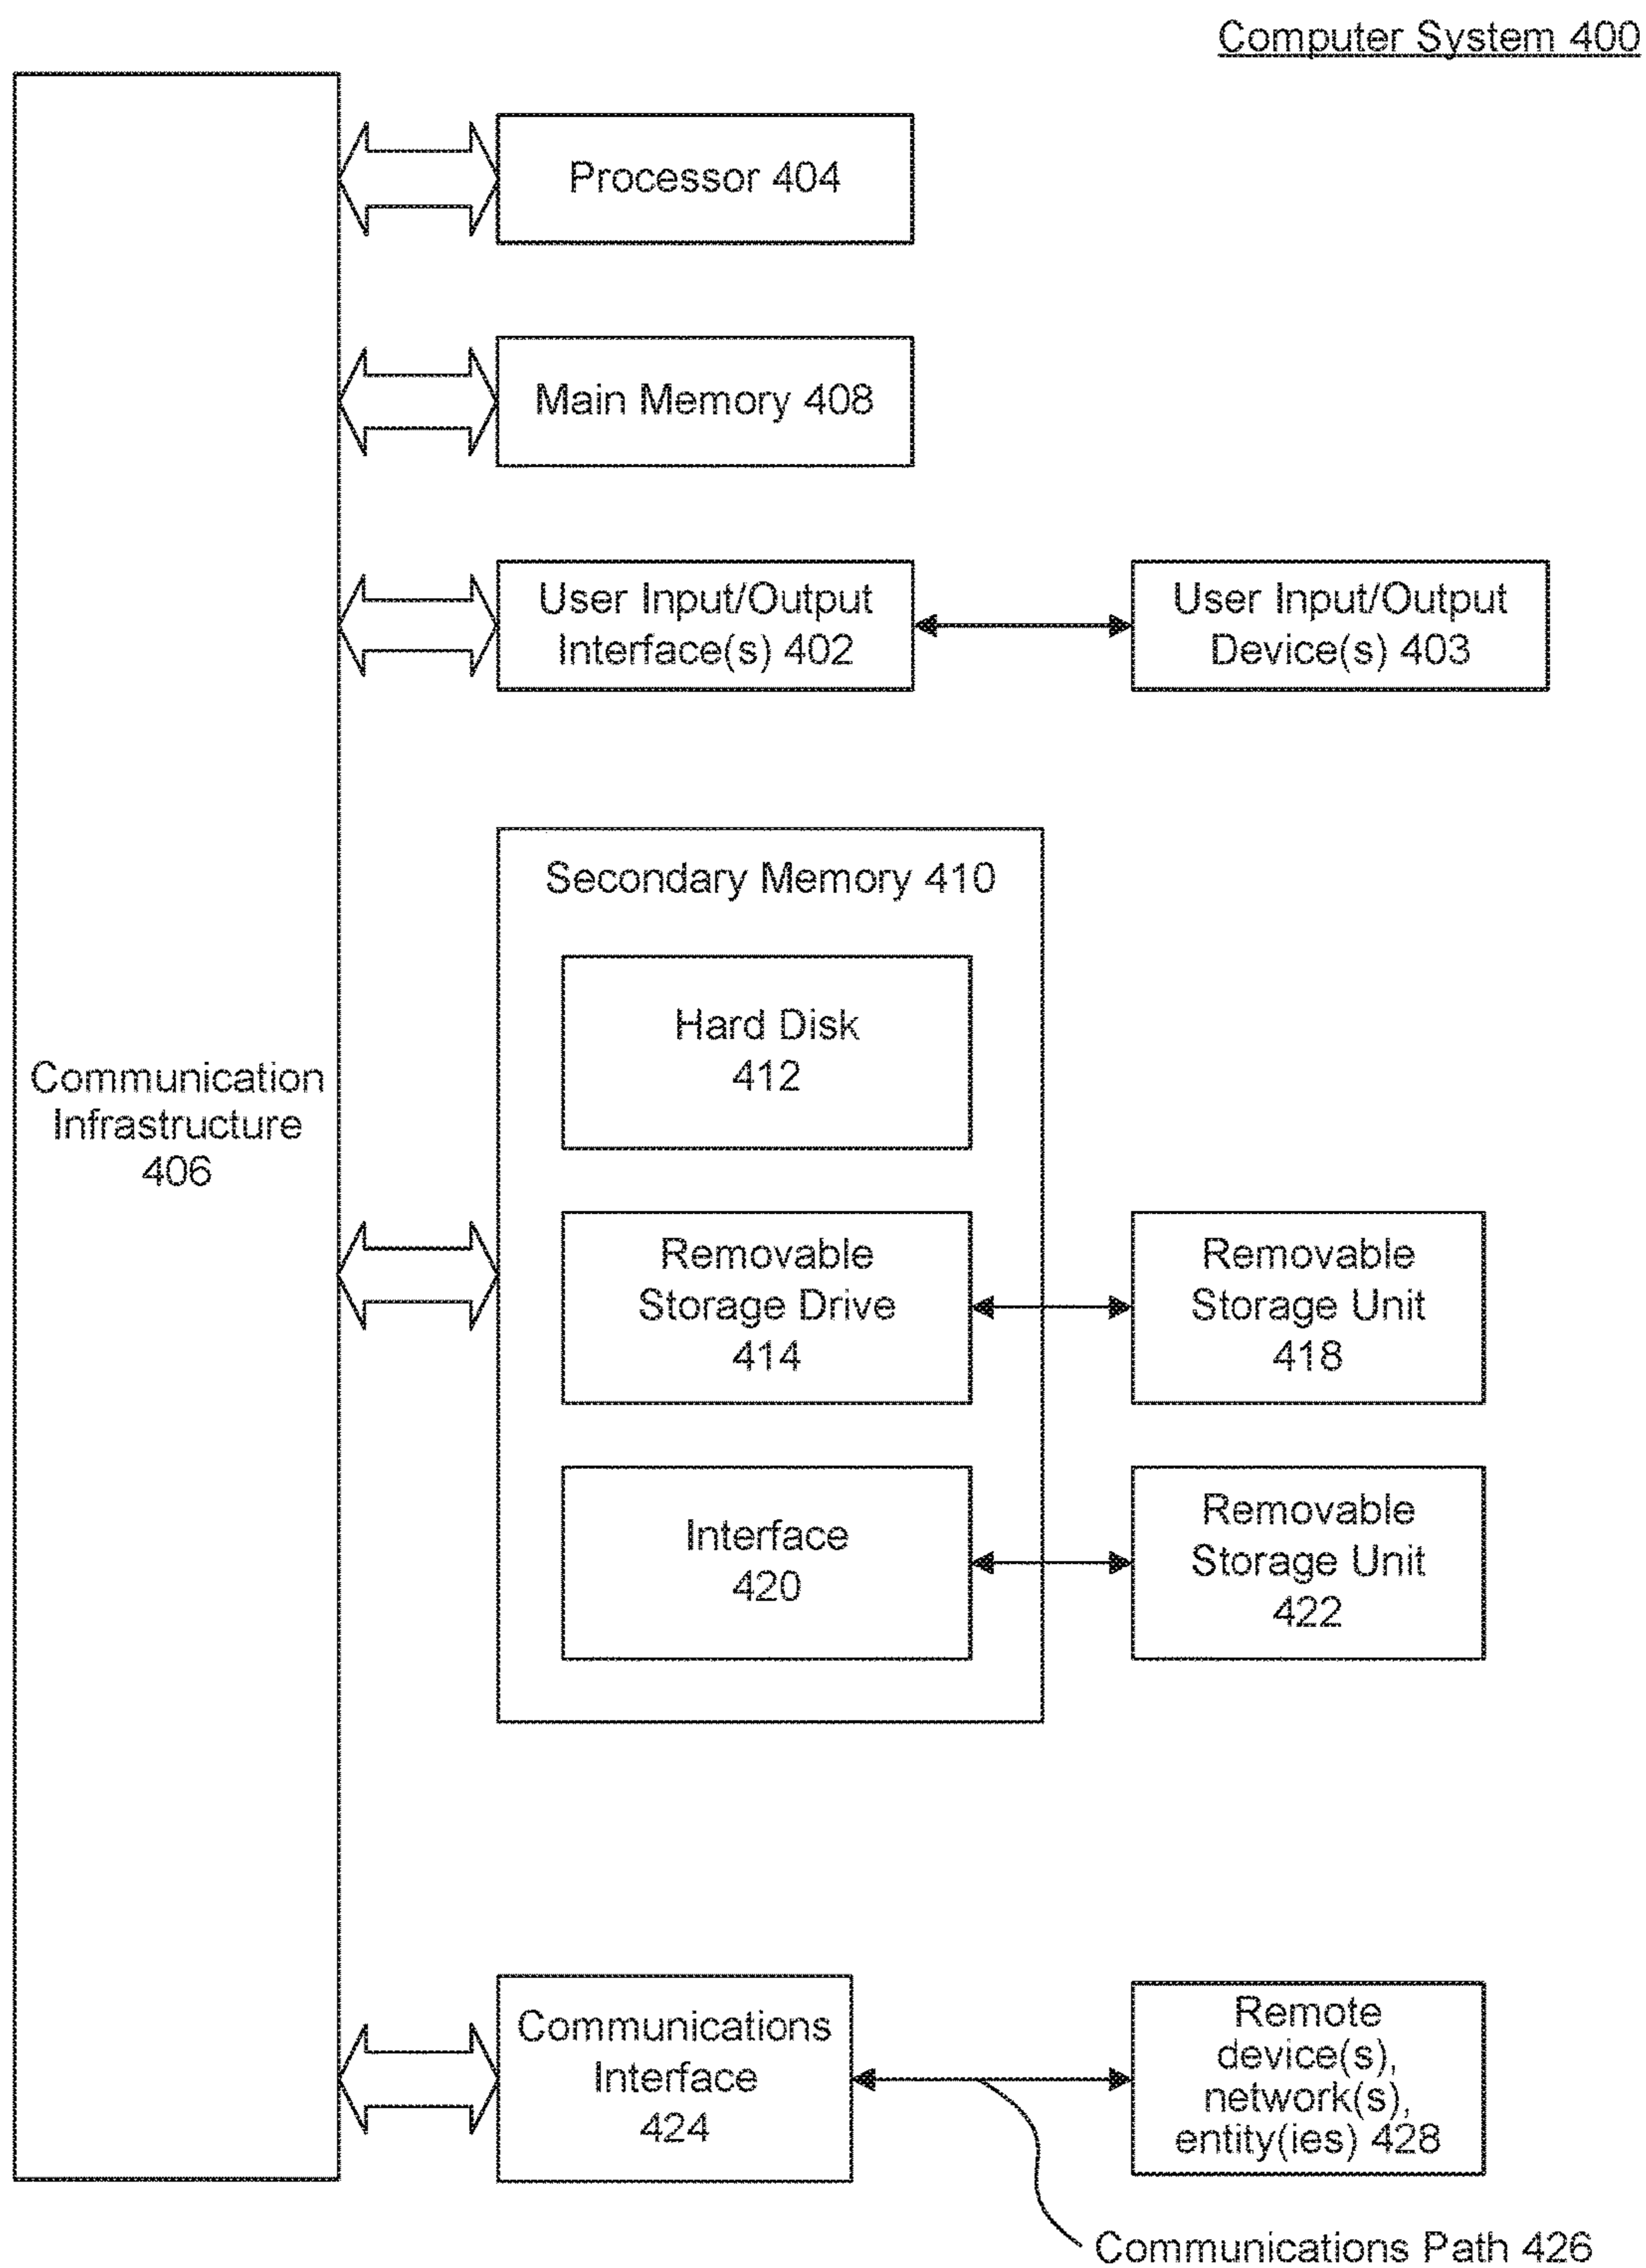 Computer System 400
Processor 404
Main Memory 408
User Input/Output
Interface(s) 402
User Input/Output
Device(s) 403
Secondary Memory 410
Hard Disk
412
Communication
Infrastructure
406
Removable
Storage Drive
414
Removable
Storage Unit
418
Interface
420
Removable
Storage Unit
422
Communications
Interface
424
Remote
device(s),
network(s),
entity(ies) 428
Communications Path 426